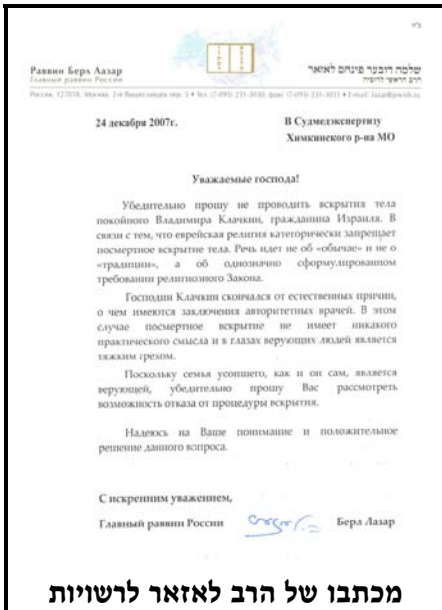 ב"ה
Раввин Берл Лазар
Главный раввин России
שלמה דובער פינחס לאזאר
הרב הראשי לרוסיה
Россия, 127018, Москва, 2-й Вышеславцев пер. 5 • Тел. (7-095) 231-3030, факс (7-095) 231-3031 • E-mail:
24 декабря 2007г.
В Судмедэкспертизу
Химкинского р-на МО
Уважаемые господа!
Убедительно прошу не проводить вскрытия тела
покойного Владимира Клачкин, гражданина Израиля. В
связи с тем, что еврейская религия категорически запрещает
посмертное вскрытие тела. Речь идет не об «обычае» и не о
«традиции», а об однозначно сформулированном
требовании религиозного Закона.
Господин Клачкин скончался от естественных причин,
о чем имеются заключения авторитетных врачей. В этом
случае посмертное вскрытие не имеет никакого
практического смысла и в глазах верующих людей является
тяжким грехом.
Поскольку семья усопшего, как и он сам, является
верующей, убедительно прошу Вас рассмотреть
возможность отказа от процедуры вскрытия.
Надеюсь на Ваше понимание и положительное
решение данного вопроса.
С искренним уважением,
Главный раввин России Берл Лазар
מכתבו של הרב לאזאר לרשויות